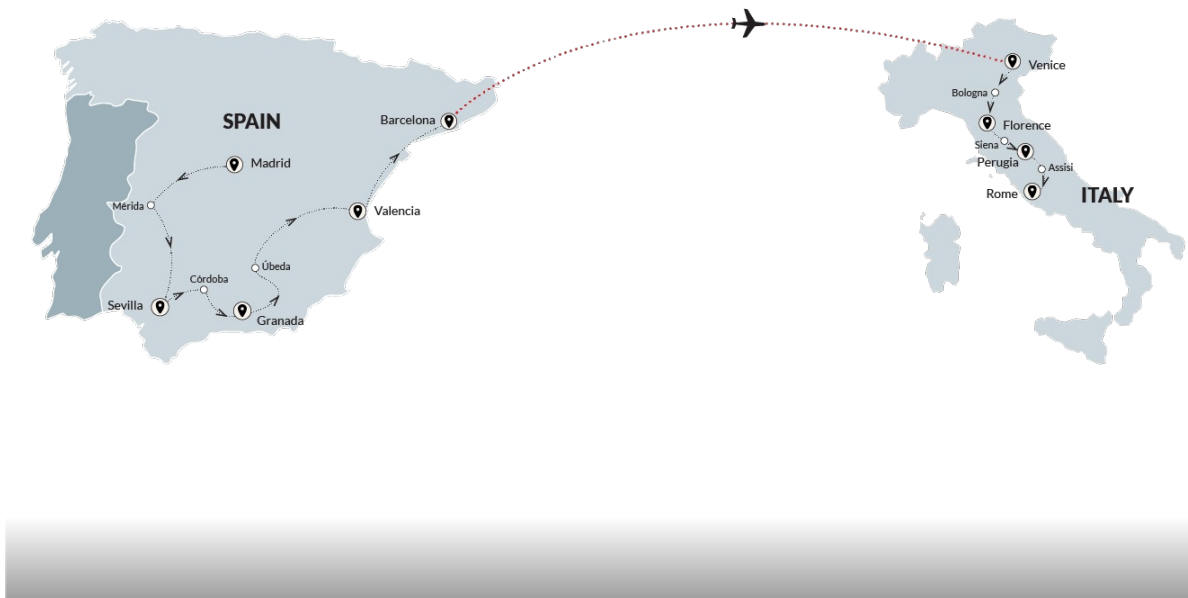 Venice
Bologna
Barcelona
SPAIN
Florence
Siena
Madrid
Perugia
Assisi
Rome
ITALY
Mérida
Valencia
Úbeda
Córdoba
Sevilla
Granada